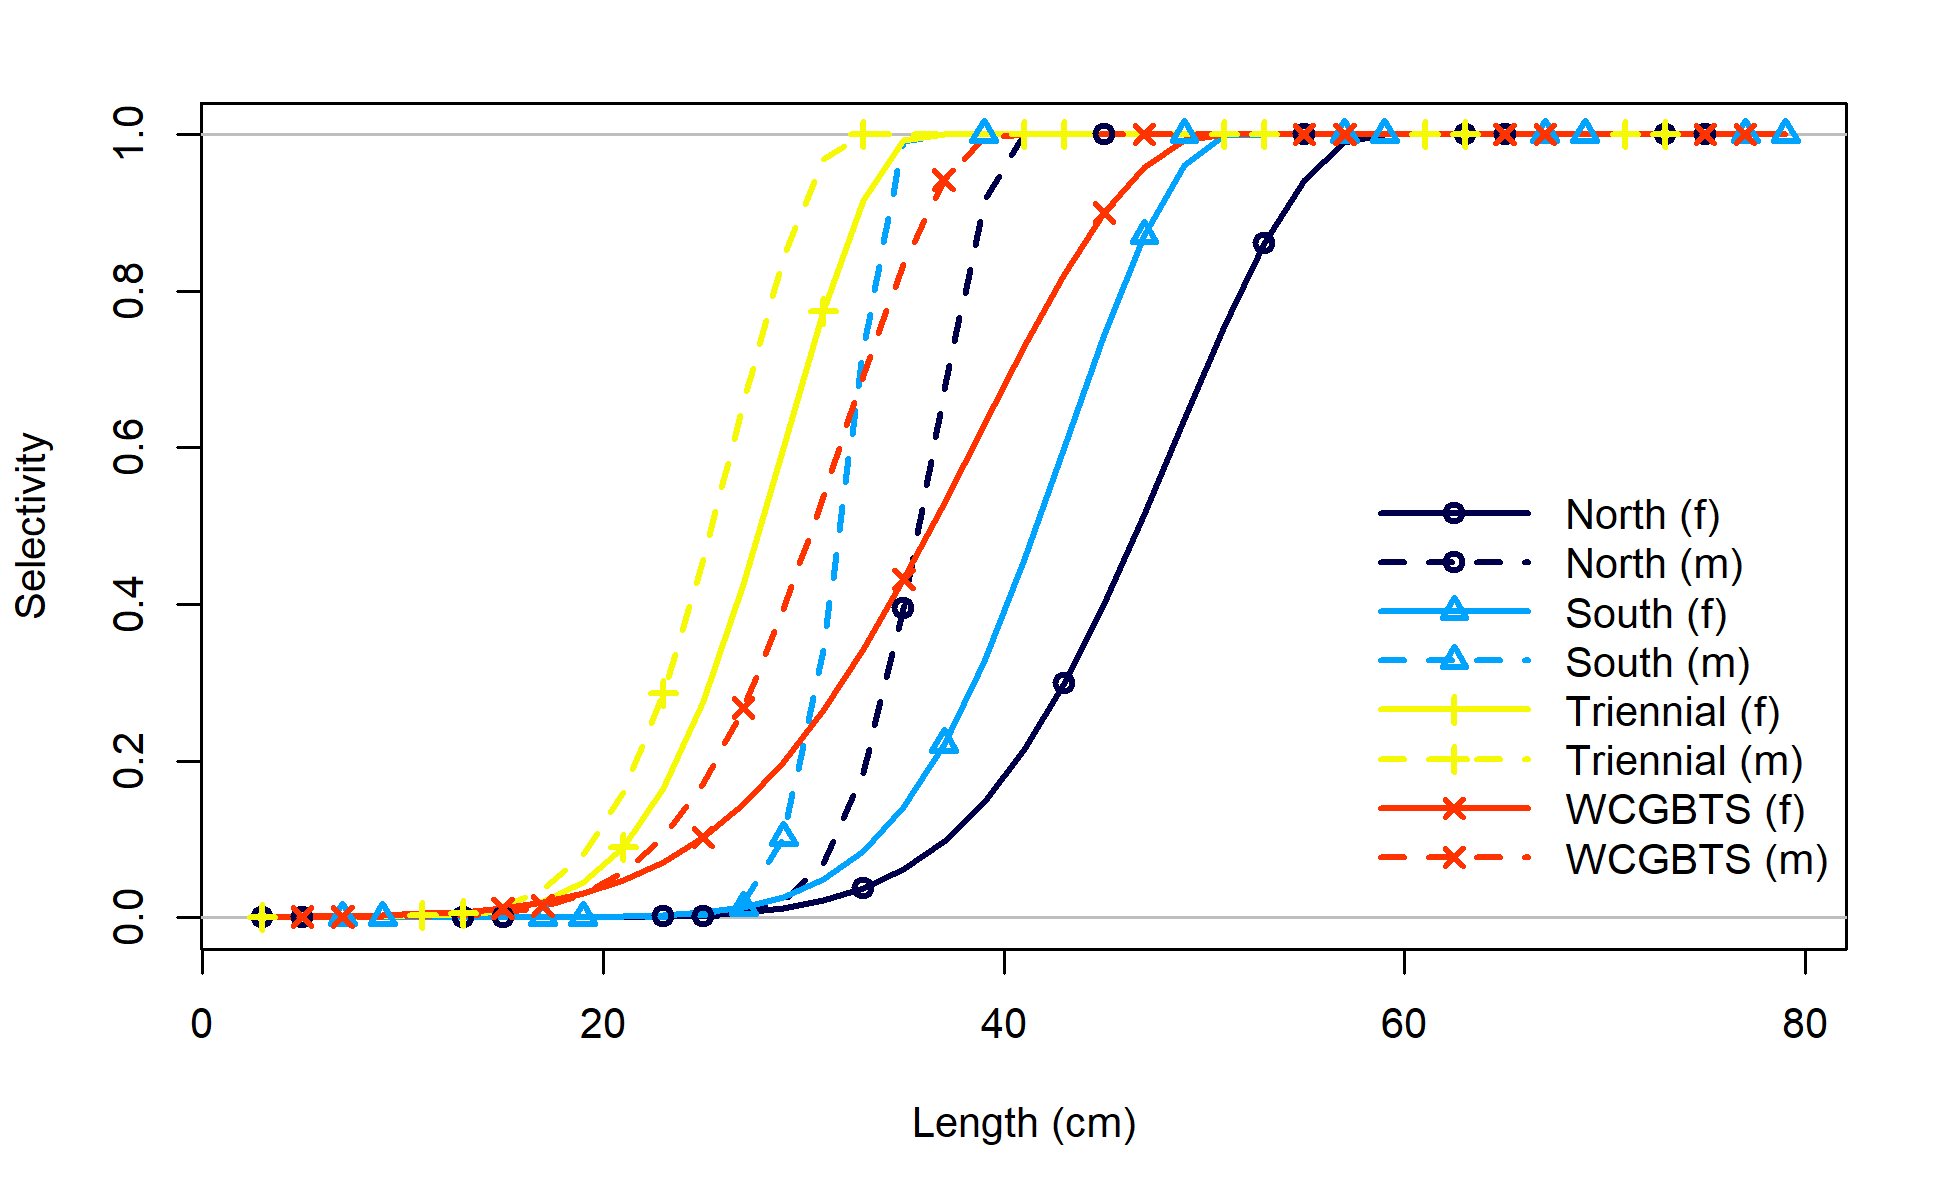 1.0
0.8
0.6
0.4
0.2
0.0
Selectivity
0 20 40 60 80
Length (cm)
North (f)
North (m)
South (f)
South (m)
Triennial (f)
Triennial (m)
WCGBTS (f)
WCGBTS (m)